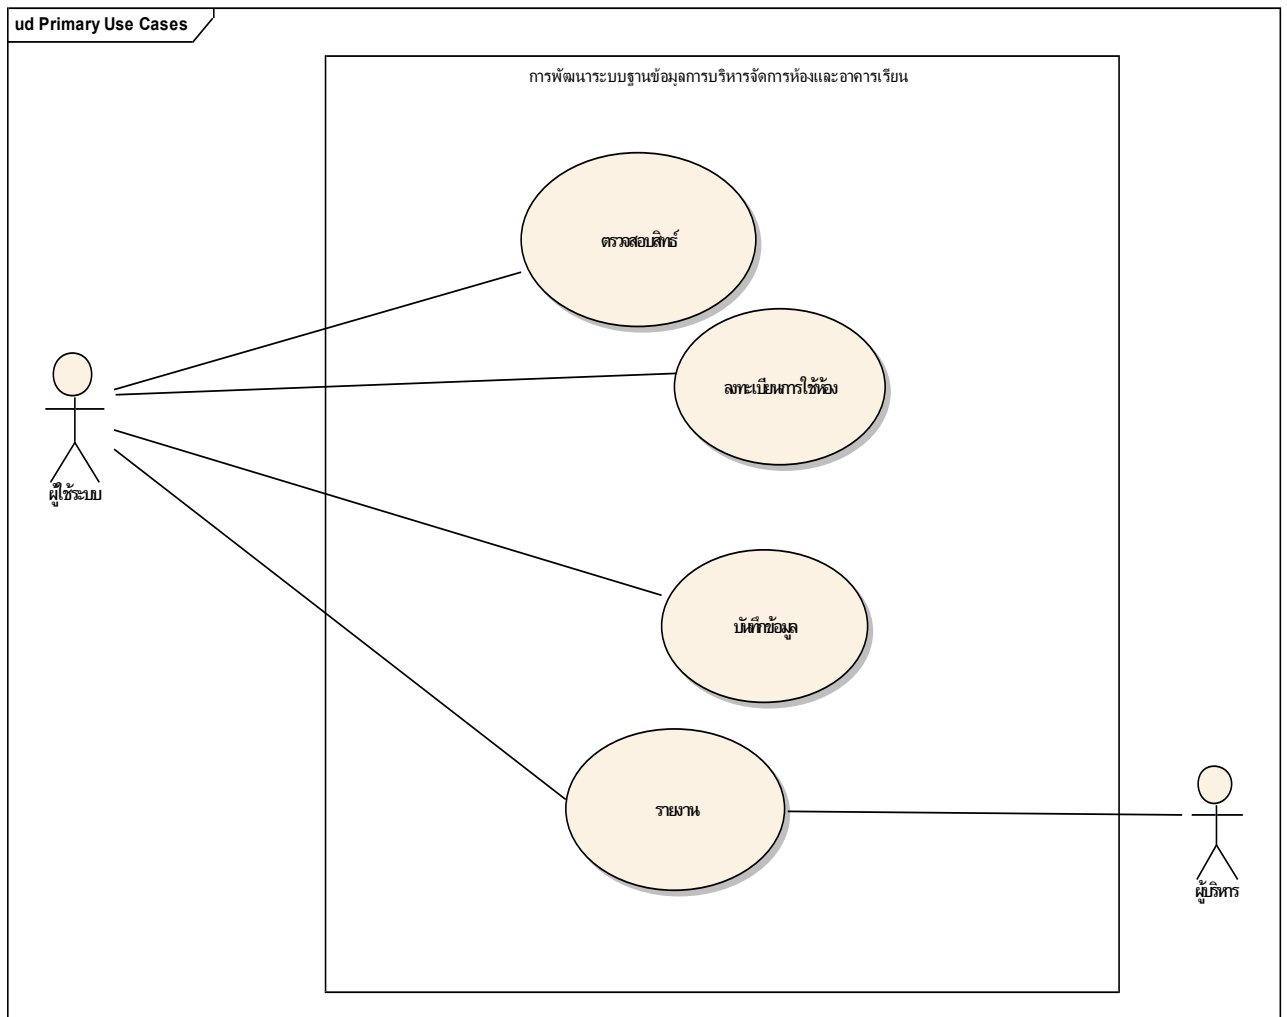 ud Primary Use Cases
การพัฒนาระบบฐานข้อมูลการบริหารจัดการห้องและอาคารเรียน
ตรวจสอบสิทธ์
ลงทะเบียนการใช้ห้อง
ผู้ใช้ระบบ
บันทึกข้อมูล
รายงาน
ผู้บริหาร